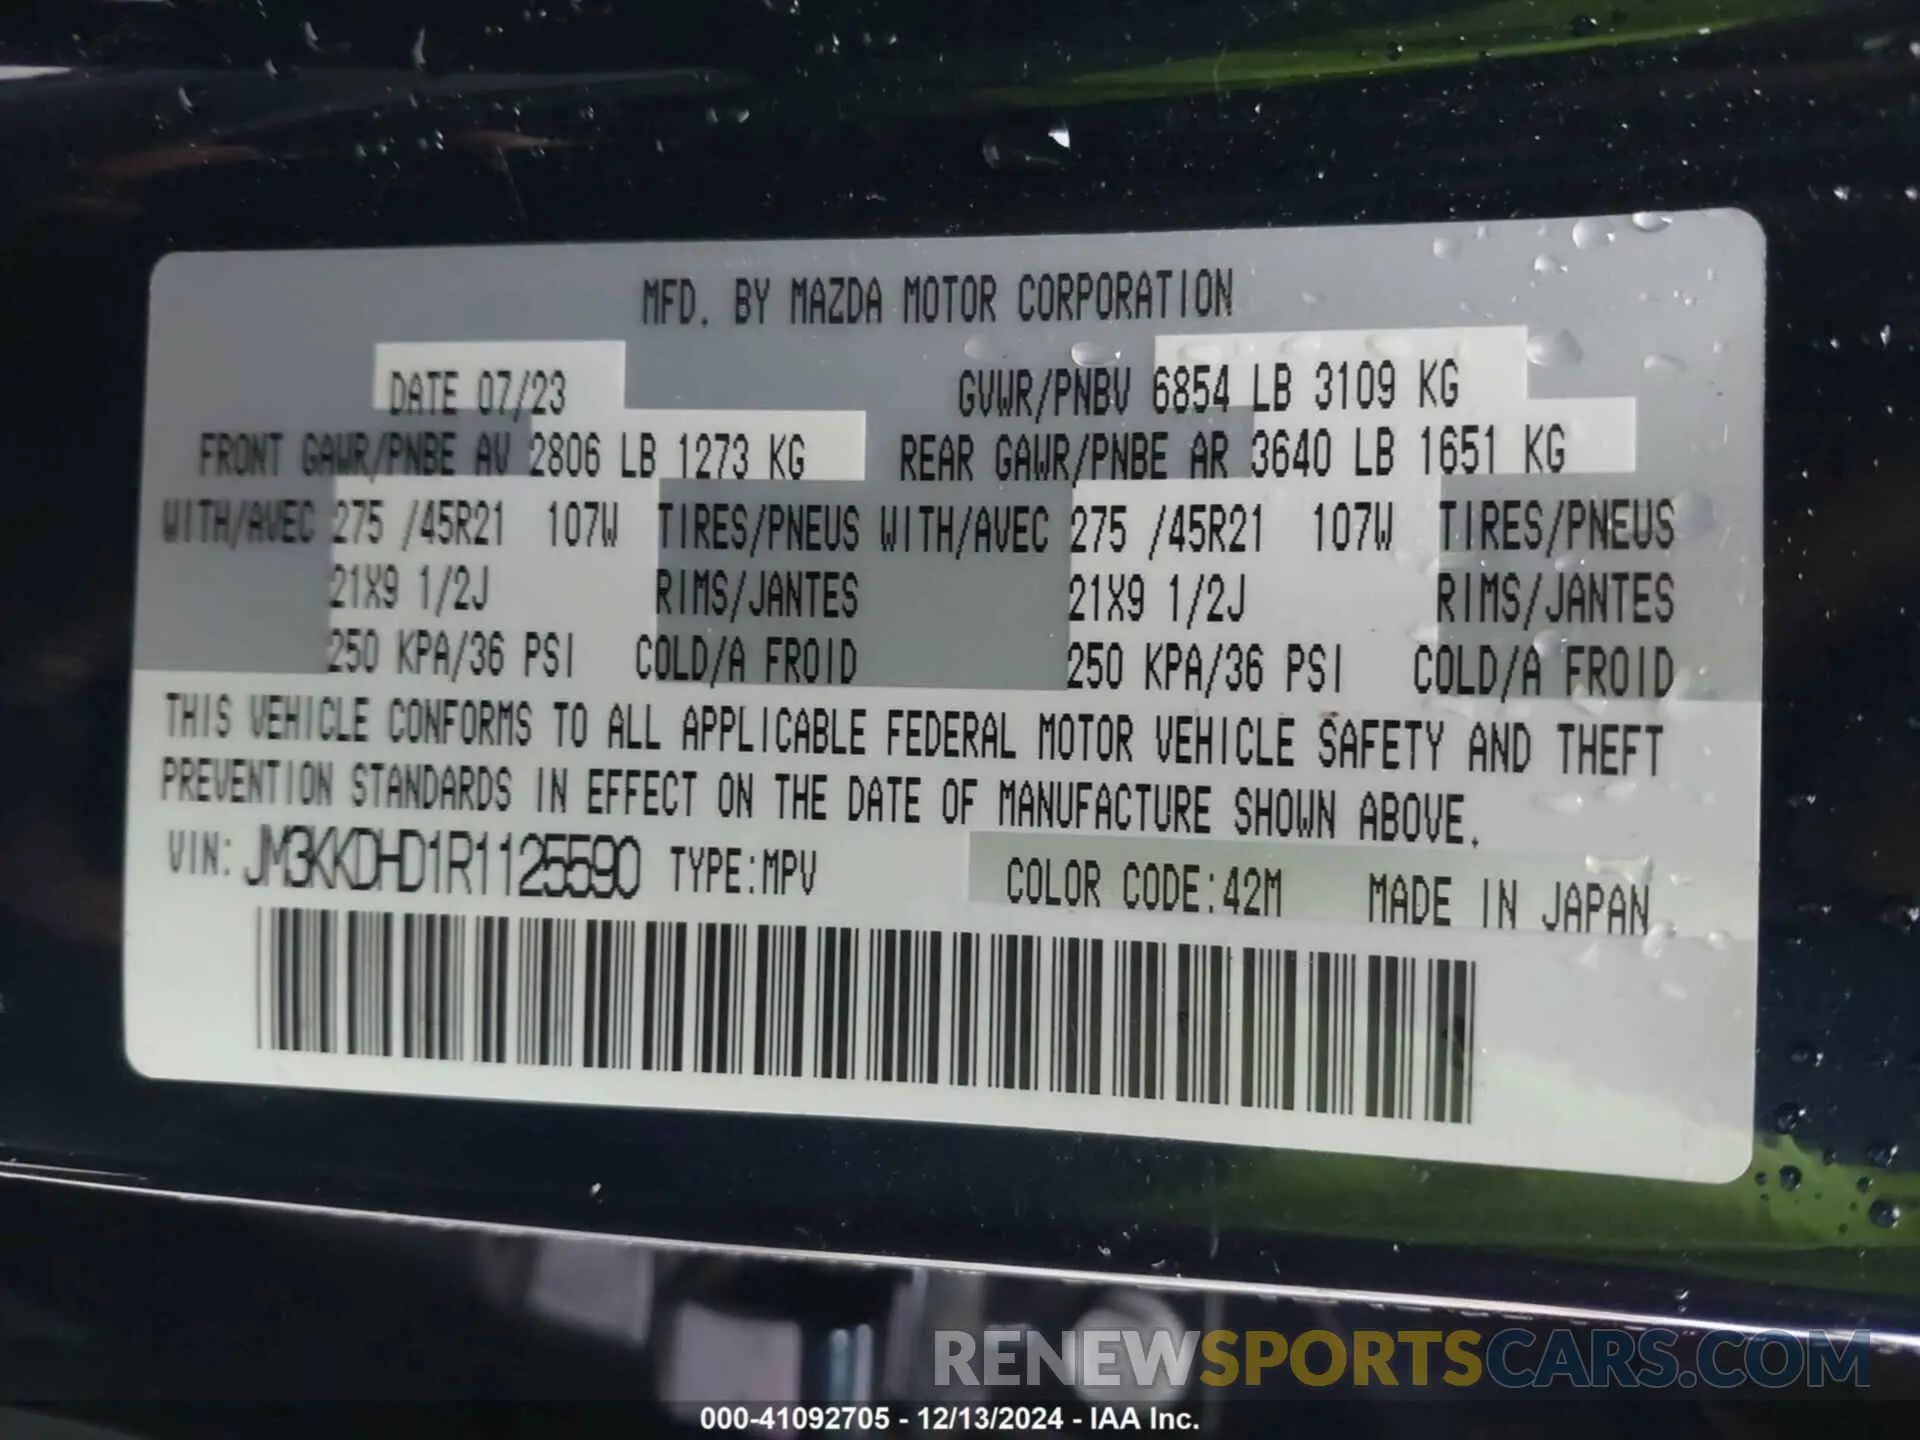 MFD. BY MAZDA MOTOR CORPORATION
DATE 07/23 GVWR/PNBV 6854 LB 3109 KG
FRONT GAWR/PNBE AV 2806 LB 1273 KG REAR GAWR/PNBE AR 3640 LB 1651 KG
WITH/AVEC 275 /45R21 107W TIRES/PNEUS WITH/AVEC 275 /45R21 107W TIRES/PNEUS
21X9 1/2J RIMS/JANTES 21X9 1/2J RIMS/JANTES
250 KPA/36 PSI COLD/A FROID 250 KPA/36 PSI COLD/A FROID
THIS VEHICLE CONFORMS TO ALL APPLICABLE FEDERAL MOTOR VEHICLE SAFETY AND THEFT
PREVENTION STANDARDS IN EFFECT ON THE DATE OF MANUFACTURE SHOWN ABOVE.
VIN: JM3KKDHD1R1125590 TYPE:MPV COLOR CODE:42M MADE IN JAPAN
RENEWSPORTSCARS.COM
000-41092705 - 12/13/2024 - IAA Inc.